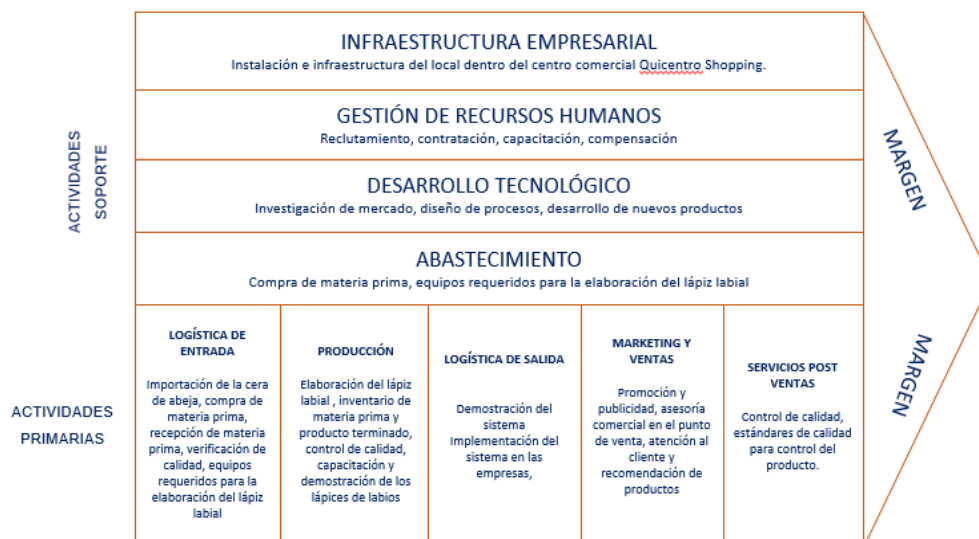 INFRAESTRUCTURA EMPRESARIAL
Instalación e infraestructura del local dentro del centro comercial Quicentro Shopping.
GESTIÓN DE RECURSOS HUMANOS
Reclutamiento, contratación, capacitación, compensación
DESARROLLO TECNOLÓGICO
Investigación de mercado, diseño de procesos, desarrollo de nuevos productos
ABASTECIMIENTO
Compra de materia prima, equipos requeridos para la elaboración del lápiz labial
ACTIVIDADES
SOPORTE
MARGEN
ACTIVIDADES
PRIMARIAS
LOGÍSTICA DE
ENTRADA
Importación de la cera
de abeja, compra de
materia prima,
recepción de materia
prima, verificación de
calidad, equipos
requeridos para la
elaboración del lápiz
labial
PRODUCCIÓN
Elaboración del lápiz
labial , inventario de
materia prima y
producto terminado,
control de calidad,
capacitación y
demostración de los
lápices de labios
LOGÍSTICA DE SALIDA
Demostración del
sistema
Implementación del
sistema en las
empresas,
MARKETING Y
VENTAS
Promoción y
publicidad, asesoría
comercial en el punto
de venta, atención al
cliente y
recomendación de
productos
SERVICIOS POST
VENTAS
Control de calidad,
estándares de calidad
para control del
producto.
MARGEN